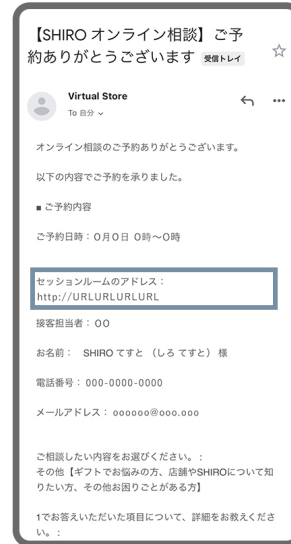 【SHIRO オンライン相談】ご予
約ありがとうございます 受信トレイ
Virtual Store
To 自分
オンライン相談のご予約ありがとうございます。
以下の内容でご予約を承りました。
■ ご予約内容
ご予約日時：０月０日 ０時〜０時
セッションルームのアドレス：
http://URLURLURLURL
接客担当者：００
お名前： SHIRO てすと （しろ てすと） 様
電話番号：000-0000-0000
メールアドレス：oooooo@ooo.ooo
ご相談したい内容をお選びください。：
その他【ギフトでお悩みの方、店舗やSHIROについて知
りたい方、その他お困りごとがある方】
1でお答えいただいた項目について、詳細をお教えくださ
い。：